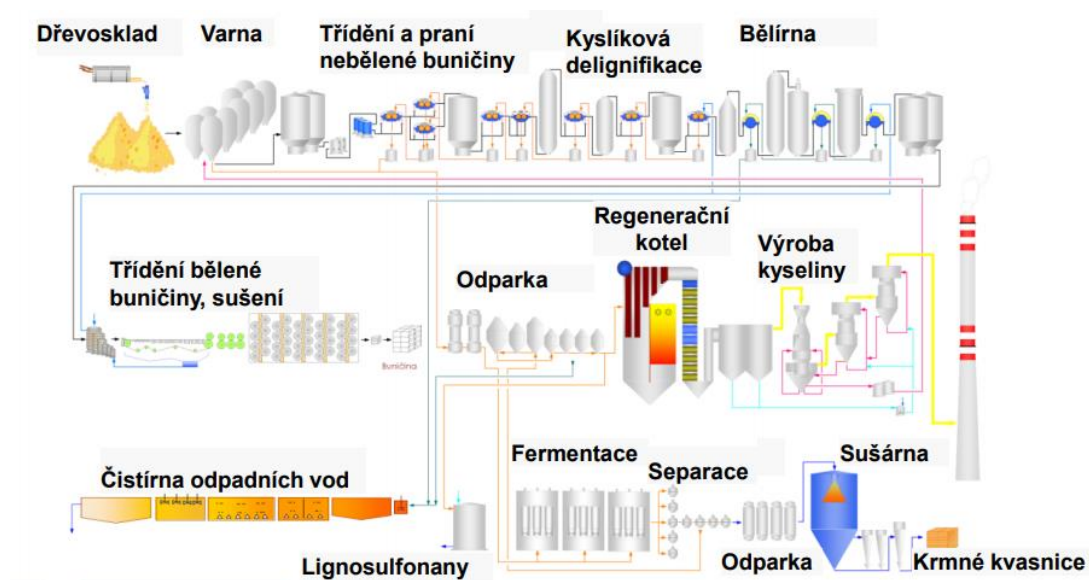 Dřevosklad
Varna
Třídění a praní
nebělené buničiny
Kyslíková
delignifikace
Bělírna
Třídění bělené
buničiny, sušení
Buničina
Odparka
Regenerační
kotel
Výroba
kyseliny
Čistírna odpadních vod
Lignosulfonany
Fermentace
Separace
Odparka
Sušárna
Krmné kvasnice